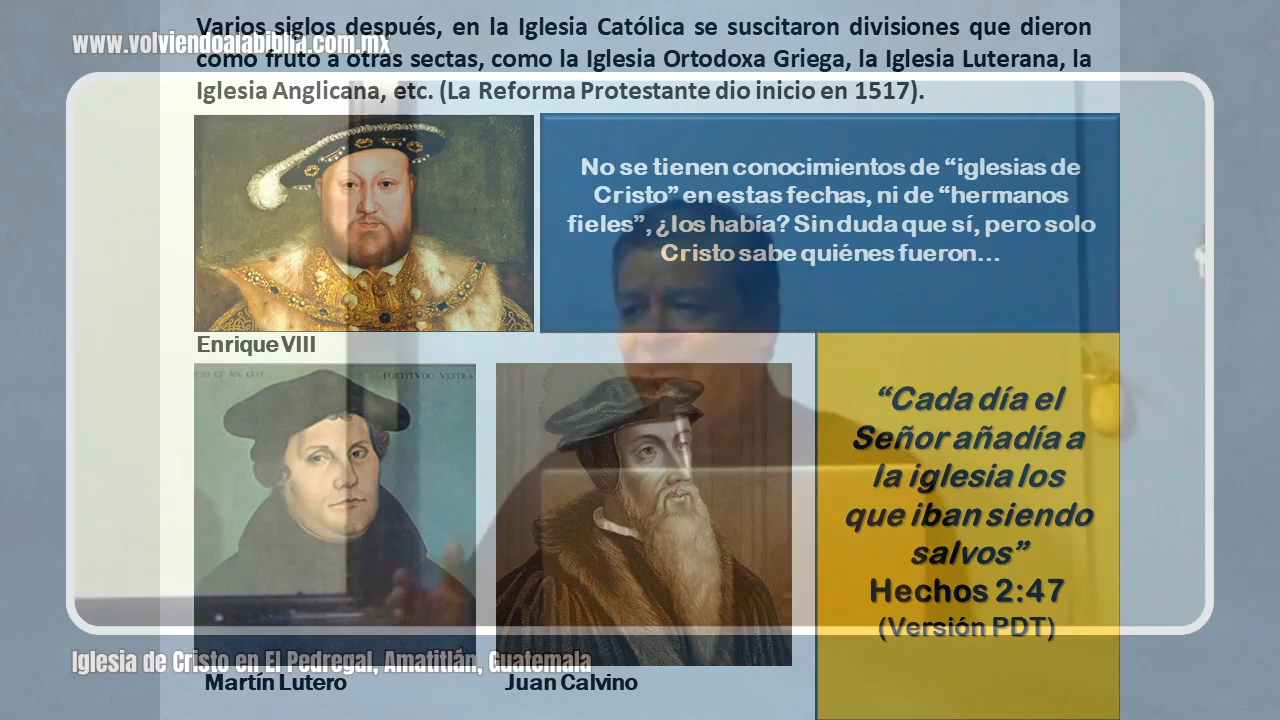 Varios siglos después, en la Iglesia Católica se suscitaron divisiones que dieron
www.volviendoalabiblia.com.mx
como fruto a otras sectas, como la Iglesia Ortodoxa Griega, la Iglesia Luterana, la
Iglesia Anglicana, etc. (La Reforma Protestante dio inicio en 1517).
No se tienen conocimientos de “iglesias de
Cristo” en estas fechas, ni de “hermanos
fieles”, ¿los había? Sin duda que sí, pero solo
Cristo sabe quiénes fueron...
Enrique VIII
“Cada día el
Señor añadía a
la iglesia los
que iban siendo
salvos”
Hechos 2:47
(Versión PDT)
Iglesia de Cristo en El Pedregal, Amatitlán, Guatemala
Martín Lutero
Juan Calvino